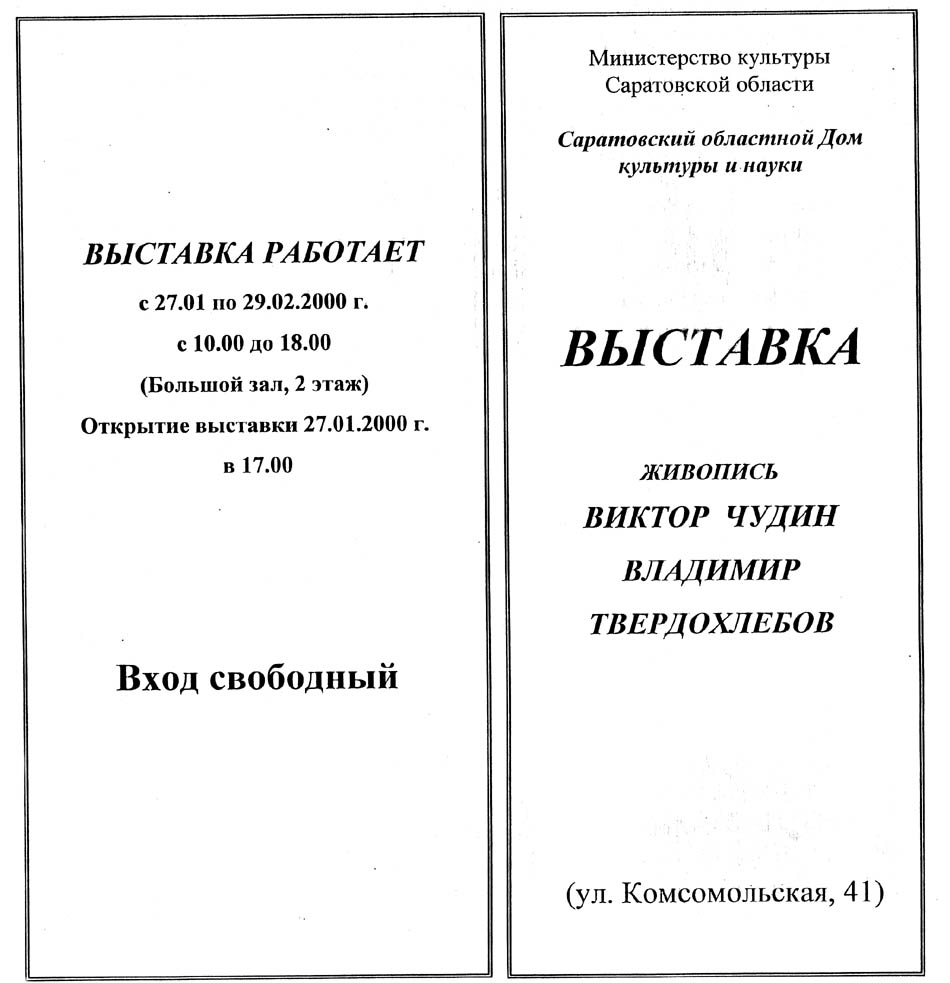 ВЫСТАВКА РАБОТАЕТ
с 27.01 по 29.02.2000 г.
с 10.00 до 18.00
(Большой зал, 2 этаж)
Открытие выставки 27.01.2000 г.
в 17.00
Вход свободный
Министерство культуры
Саратовской области
Саратовский областной Дом
культуры и науки
ВЫСТАВКА
ЖИВОПИСЬ
ВИКТОР ЧУДИН
ВЛАДИМИР
ТВЕРДОХЛЕБОВ
(ул. Комсомольская, 41)